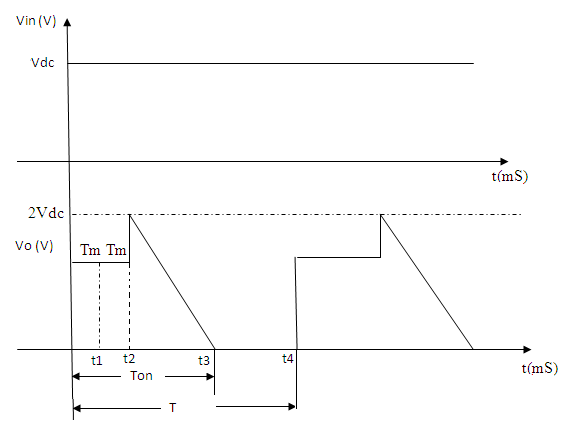 Vin (V)
Vdc
t(mS)
2Vdc
Vo (V)
Tm Tm
t1 t2 t3 t4
t(mS)
Ton
T